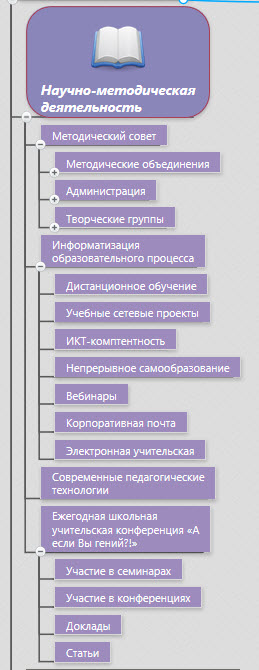 Научно-методическая
деятельность
Методический совет
Методические объединения
Администрация
Творческие группы
Информатизация
образовательного процесса
Дистанционное обучение
Учебные сетевые проекты
ИКТ-комптентность
Непрерывное самообразование
Вебинары
Корпоративная почта
Электронная учительская
Современные педагогические
технологии
Ежегодная школьная
учительская конференция «А
если Вы гений?!»
Участие в семинарах
Участие в конференциях
Доклады
Статьи